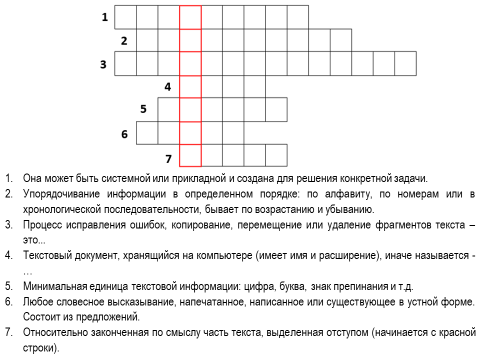 1
2
3
4
5
6
7
1. Она может быть системной или прикладной и создана для решения конкретной задачи.
2. Упорядочивание информации в определенном порядке: по алфавиту, по номерам или в
хронологической последовательности, бывает по возрастанию и убыванию.
3. Процесс исправления ошибок, копирование, перемещение или удаление фрагментов текста –
это...
4. Текстовый документ, хранящийся на компьютере (имеет имя и расширение), иначе называется -
…
5. Минимальная единица текстовой информации: цифра, буква, знак препинания и т.д.
6. Любое словесное высказывание, напечатанное, написанное или существующее в устной форме.
Состоит из предложений.
7. Относительно законченная по смыслу часть текста, выделенная отступом (начинается с красной
строки).